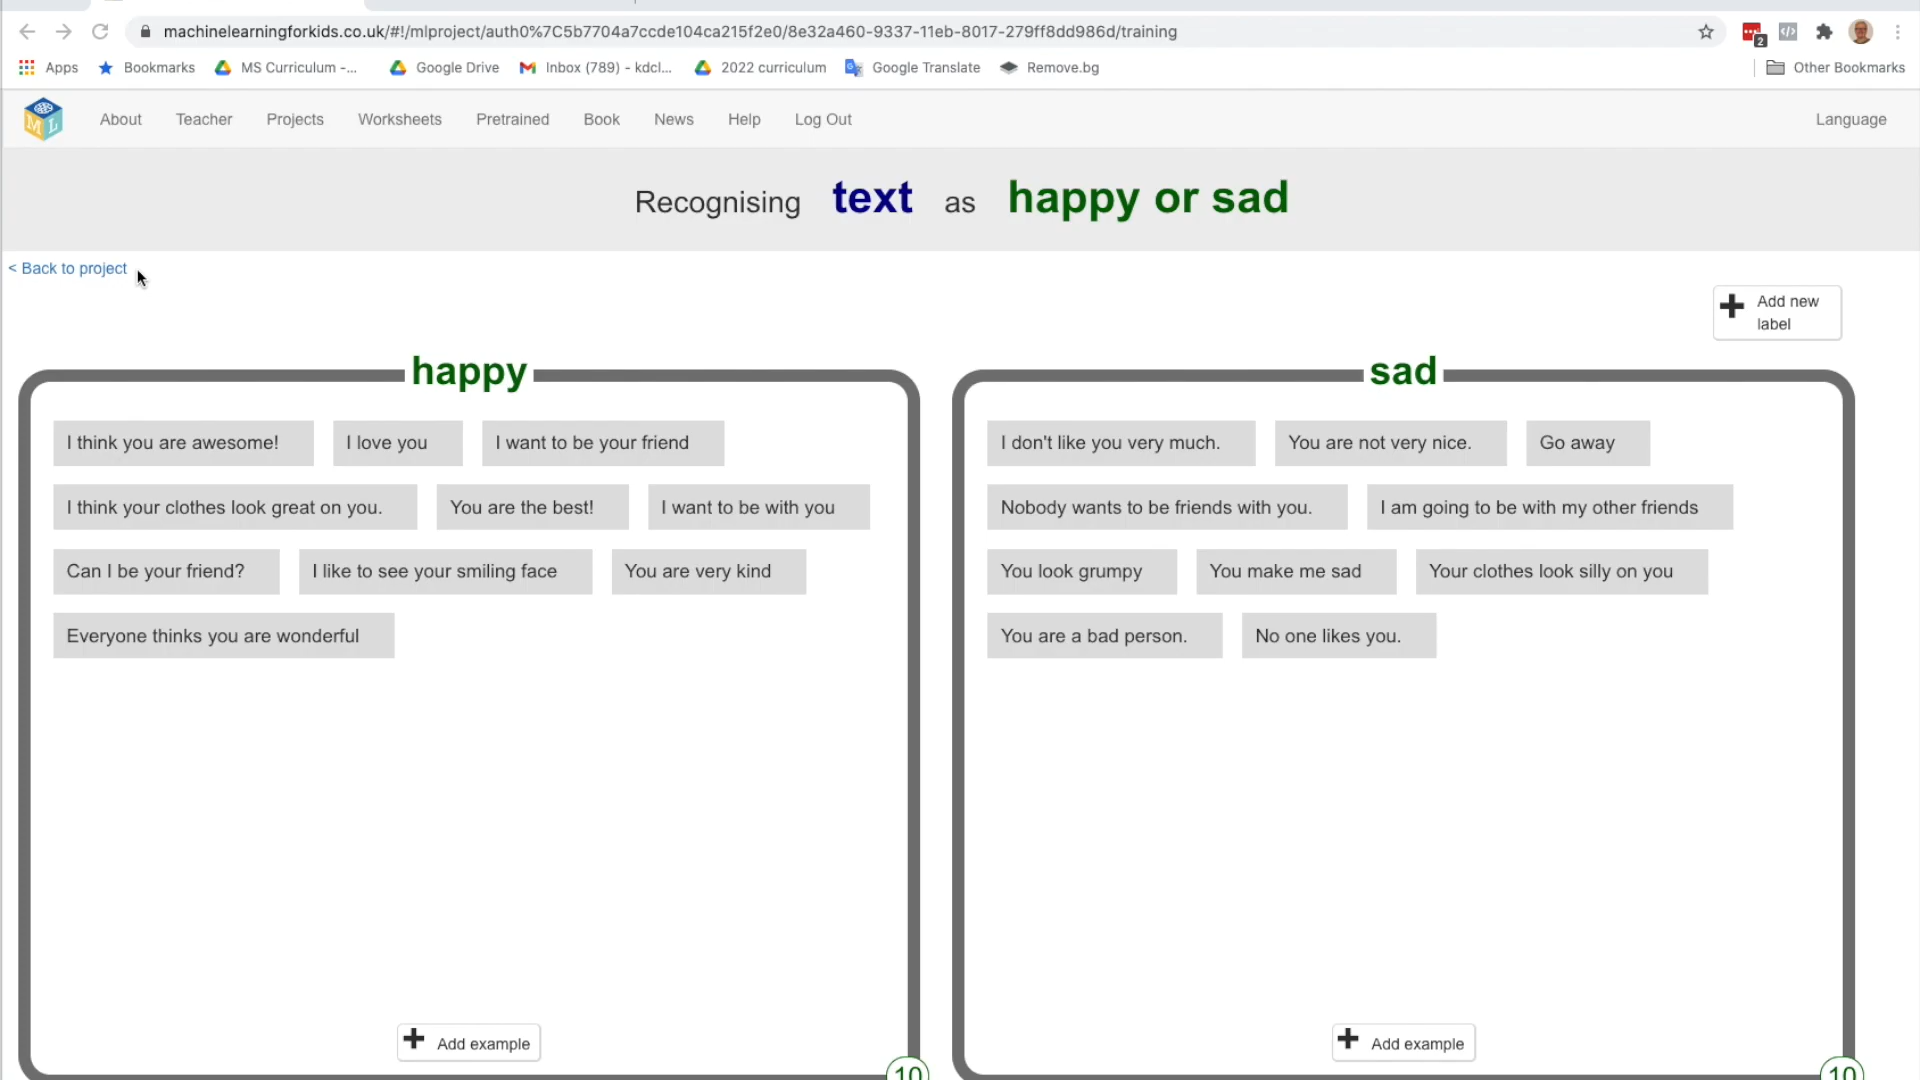 machinelearningforkids.co.uk/#!/mlproject/auth0%7C5b7704a7ccde104ca215f2e0/8e32a460-9337-11eb-8017-279ff8dd986d/training
2
Apps Bookmarks MS Curriculum -... Google Drive Inbox (789) - kdcl... 2022 curriculum Google Translate Remove.bg Other Bookmarks
ML About Teacher Projects Worksheets Pretrained Book News Help Log Out Language
Recognising text as happy or sad
< Back to project
Add new
label
happy
I think you are awesome! I love you I want to be your friend
I think your clothes look great on you. You are the best! I want to be with you
Can I be your friend? I like to see your smiling face You are very kind
Everyone thinks you are wonderful
Add example
10
sad
I don't like you very much. You are not very nice. Go away
Nobody wants to be friends with you. I am going to be with my other friends
You look grumpy You make me sad Your clothes look silly on you
You are a bad person. No one likes you.
Add example
10